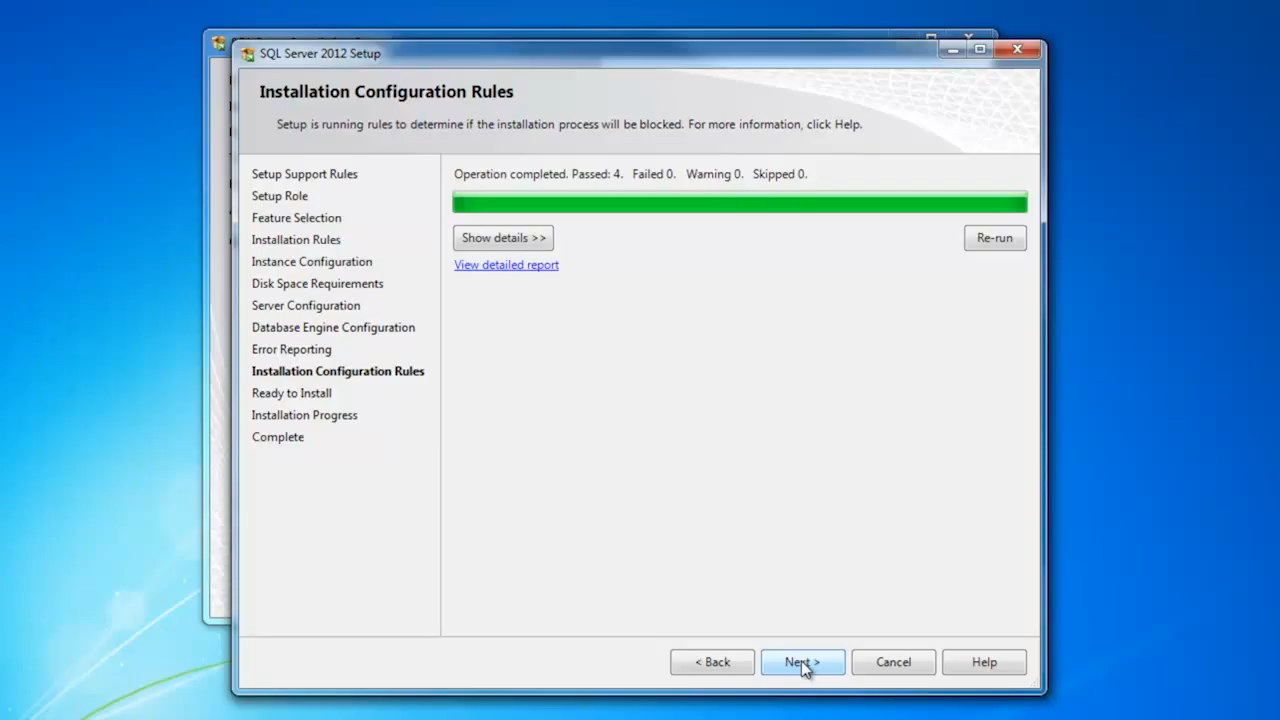 SQL Server 2012 Setup
Installation Configuration Rules
Setup is running rules to determine if the installation process will be blocked. For more information, click Help.
Setup Support Rules
Setup Role
Feature Selection
Installation Rules
Instance Configuration
Disk Space Requirements
Server Configuration
Database Engine Configuration
Error Reporting
Installation Configuration Rules
Ready to Install
Installation Progress
Complete
Operation completed. Passed: 4. Failed 0. Warning 0. Skipped 0.
Show details >>
Re-run
View detailed report
< Back
Next >
Cancel
Help